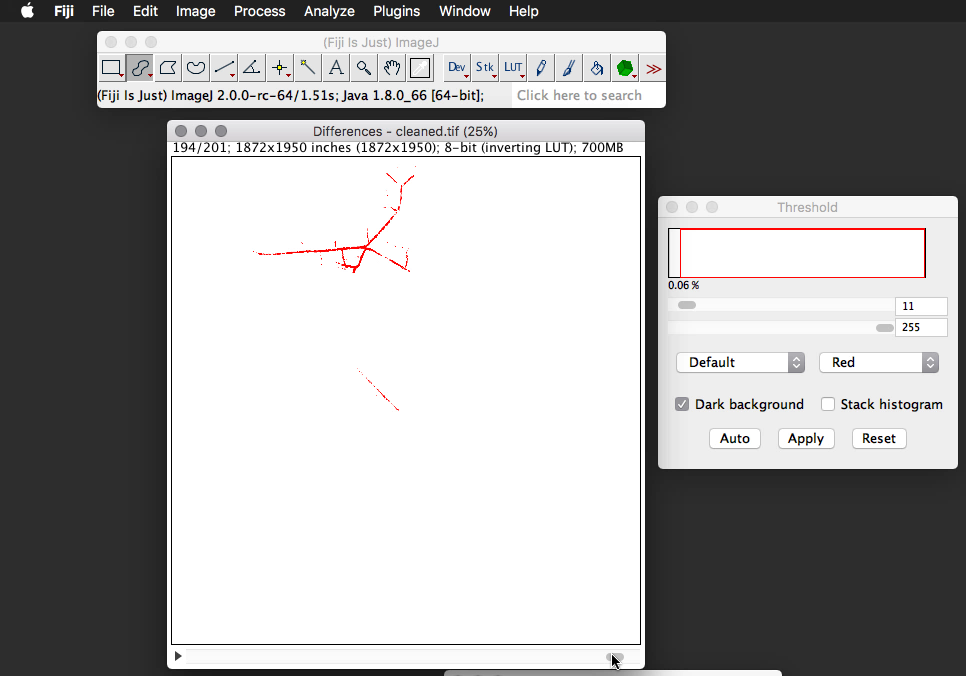 Fiji File Edit Image Process Analyze Plugins Window Help
(Fiji Is Just) ImageJ
A Dev Stk LUT >>
(Fiji Is Just) ImageJ 2.0.0-rc-64/1.51s; Java 1.8.0_66 [64-bit]; Click here to search
Differences - cleaned.tif (25%)
194/201; 1872x1950 inches (1872x1950); 8-bit (inverting LUT); 700MB
Threshold
0.06 %
11
255
Default Red
Dark background Stack histogram
Auto Apply Reset